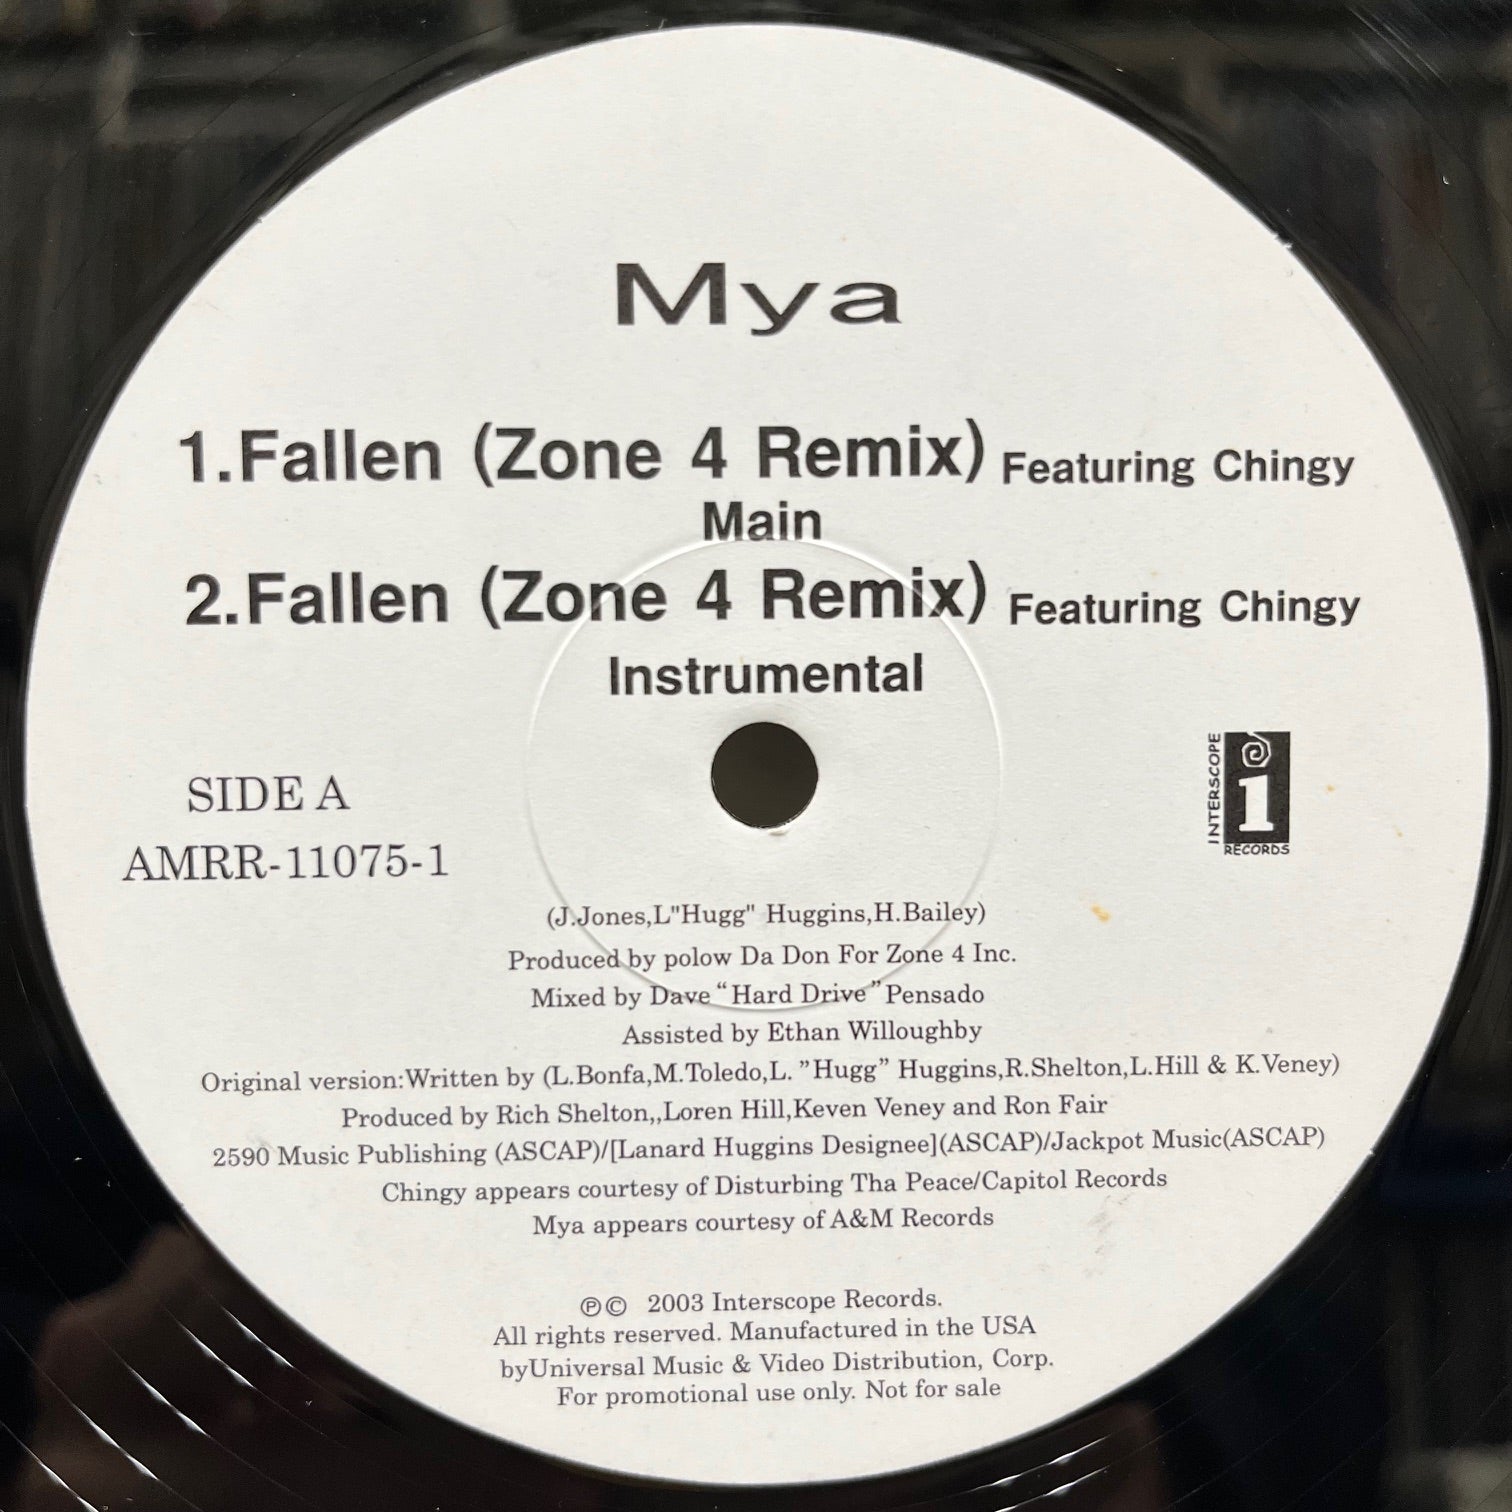 Mya
1.Fallen (Zone 4 Remix) Featuring Chingy
Main
2.Fallen (Zone 4 Remix) Featuring Chingy
Instrumental
SIDE A
AMRR-11075-1
INTERSCOPE
i
RECORDS
(J.Jones,L"Hugg" Huggins,H.Bailey)
Produced by polow Da Don For Zone 4 Inc.
Mixed by Dave “Hard Drive” Pensado
Assisted by Ethan Willoughby
Original version:Written by (L.Bonfa,M.Toledo,L. ”Hugg” Huggins,R.Shelton,L.Hill & K.Veney)
Produced by Rich Shelton,,Loren Hill,Keven Veney and Ron Fair
2590 Music Publishing (ASCAP)/[Lanard Huggins Designee](ASCAP)/Jackpot Music(ASCAP)
Chingy appears courtesy of Disturbing Tha Peace/Capitol Records
Mya appears courtesy of A&M Records
℗© 2003 Interscope Records.
All rights reserved. Manufactured in the USA
byUniversal Music & Video Distribution, Corp.
For promotional use only. Not for sale